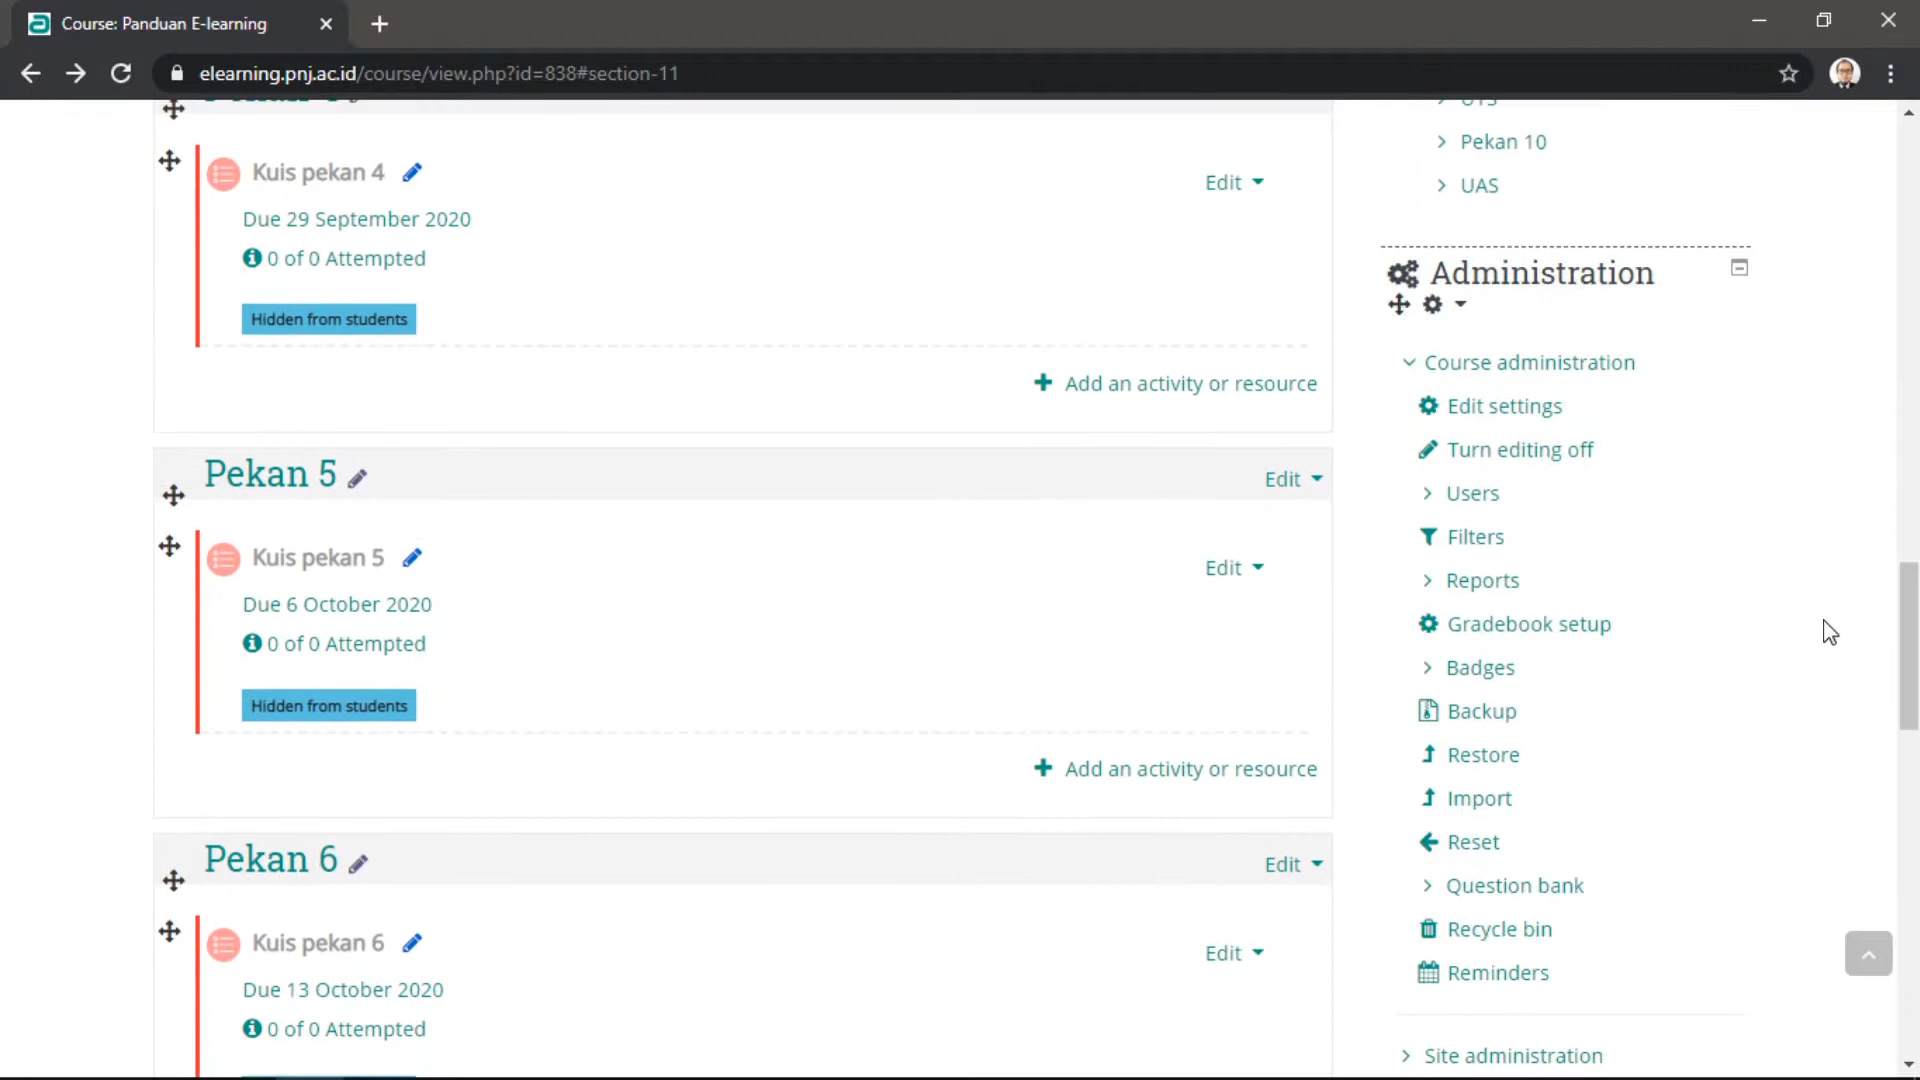 Course: Panduan E-learning
elearning.pnj.ac.id/course/view.php?id=838#section-11
Kuis pekan 4
Edit
Due 29 September 2020
0 of 0 Attempted
Hidden from students
Add an activity or resource
Pekan 5
Edit
Kuis pekan 5
Edit
Due 6 October 2020
0 of 0 Attempted
Hidden from students
Add an activity or resource
Pekan 6
Edit
Kuis pekan 6
Edit
Due 13 October 2020
0 of 0 Attempted
UTS
Pekan 10
UAS
Administration
Course administration
Edit settings
Turn editing off
Users
Filters
Reports
Gradebook setup
Badges
Backup
Restore
Import
Reset
Question bank
Recycle bin
Reminders
Site administration